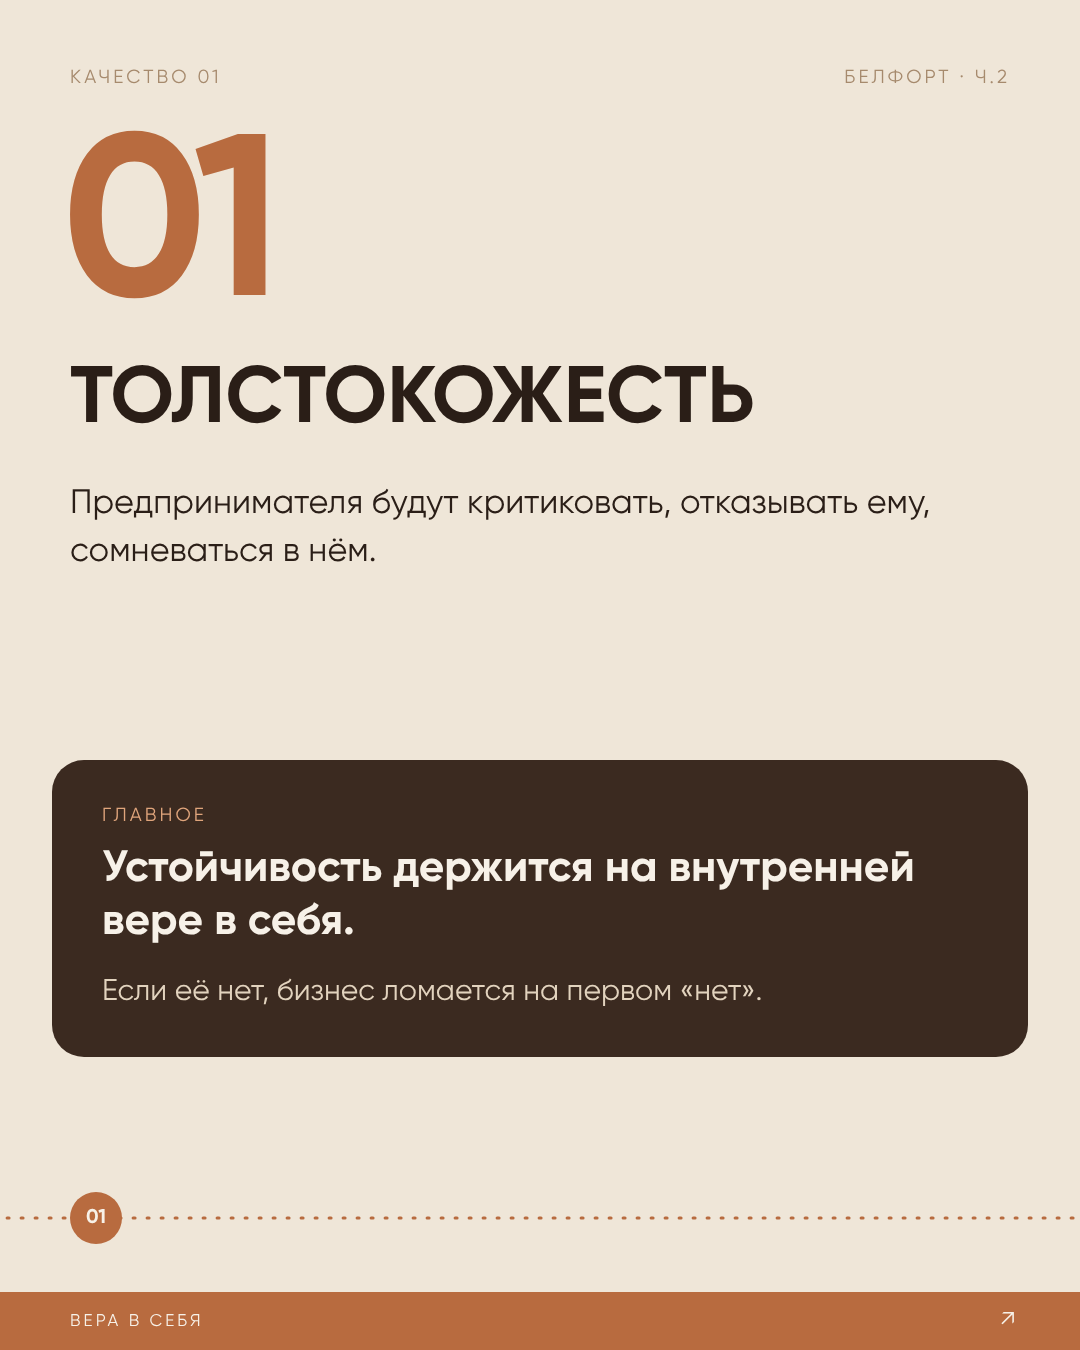 КАЧЕСТВО 01
БЕЛФОРТ · Ч.2
01
ТОЛСТОКОЖЕСТЬ
Предпринимателя будут критиковать, отказывать ему,
сомневаться в нём.
ГЛАВНОЕ
Устойчивость держится на внутренней
вере в себя.
Если её нет, бизнес ломается на первом «нет».
01
ВЕРА В СЕБЯ